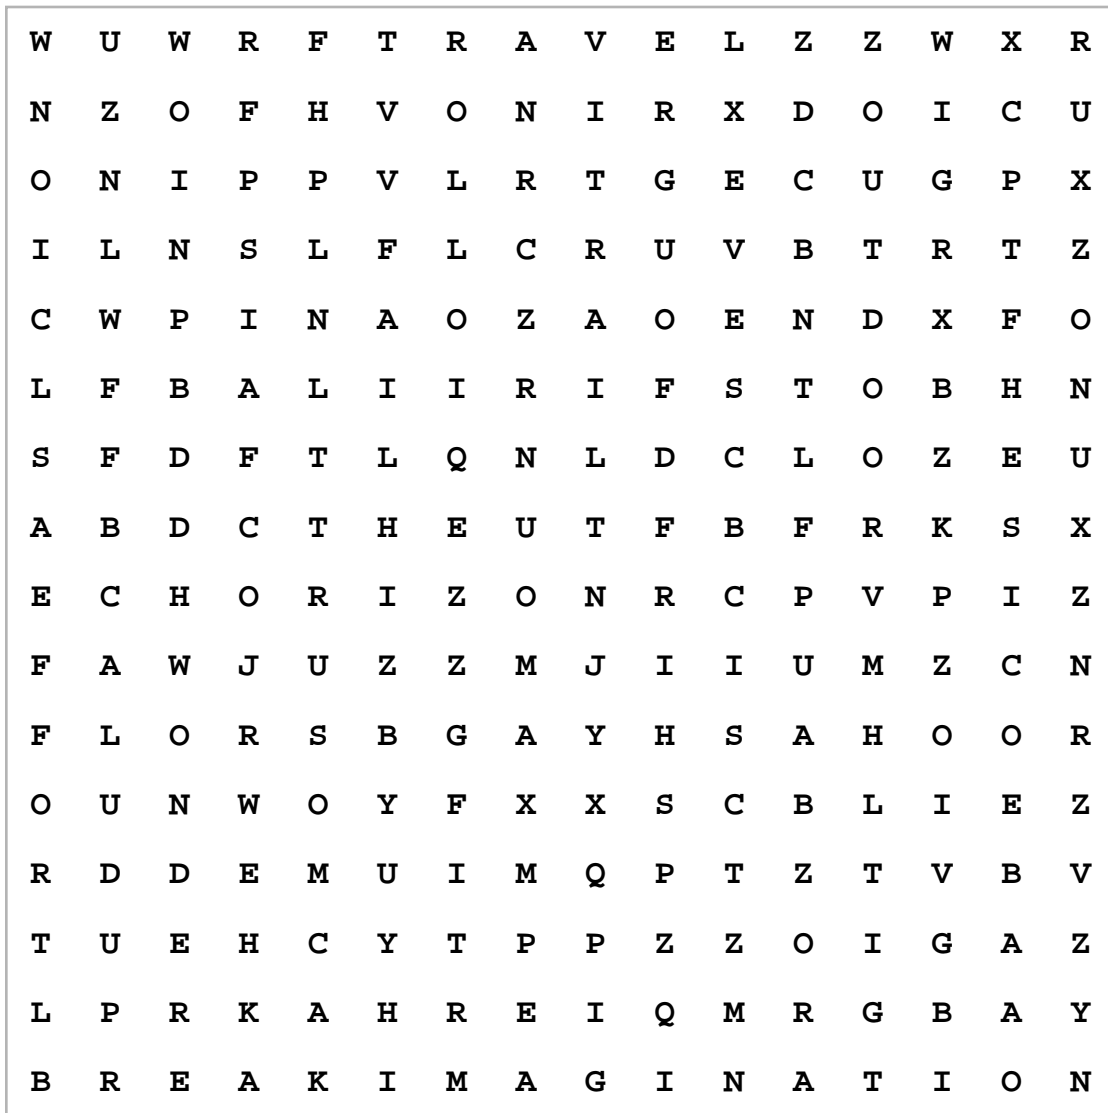 W U W R F T R A V E L Z Z W X R
N Z O F H V O N I R X D O I C U
O N I P P V L R T G E C U G P X
I L N S L F L C R U V B T R T Z
C W P I N A O Z A O E N D X F O
L F B A L I I R I F S T O B H N
S F D F T L Q N L D C L O Z E U
A B D C T H E U T F B F R K S X
E C H O R I Z O N R C P V P I Z
F A W J U Z Z M J I I U M Z C N
F L O R S B G A Y H S A H O O R
O U N W O Y F X X S C B L I E Z
R D D E M U I M Q P T Z T V B V
T U E H C Y T P P Z Z O I G A Z
L P R K A H R E I Q M R G B A Y
B R E A K I M A G I N A T I O N